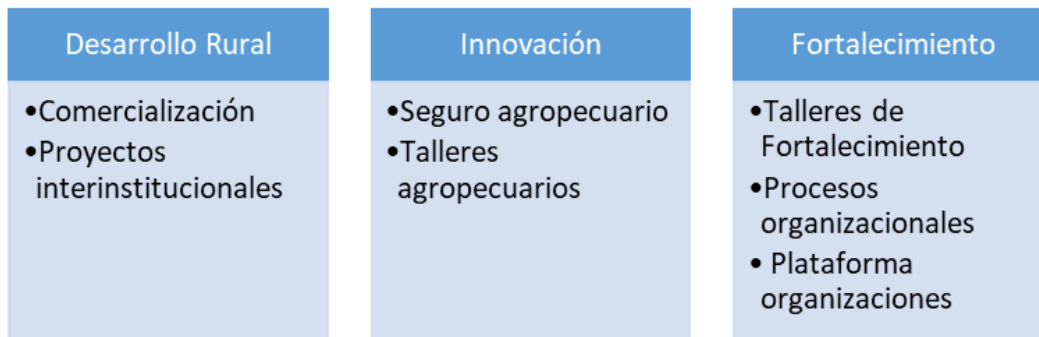 Desarrollo Rural
•Comercialización
•Proyectos
interinstitucionales
Innovación
•Seguro agropecuario
•Talleres
agropecuarios
Fortalecimiento
•Talleres de
Fortalecimiento
•Procesos
organizacionales
• Plataforma
organizaciones